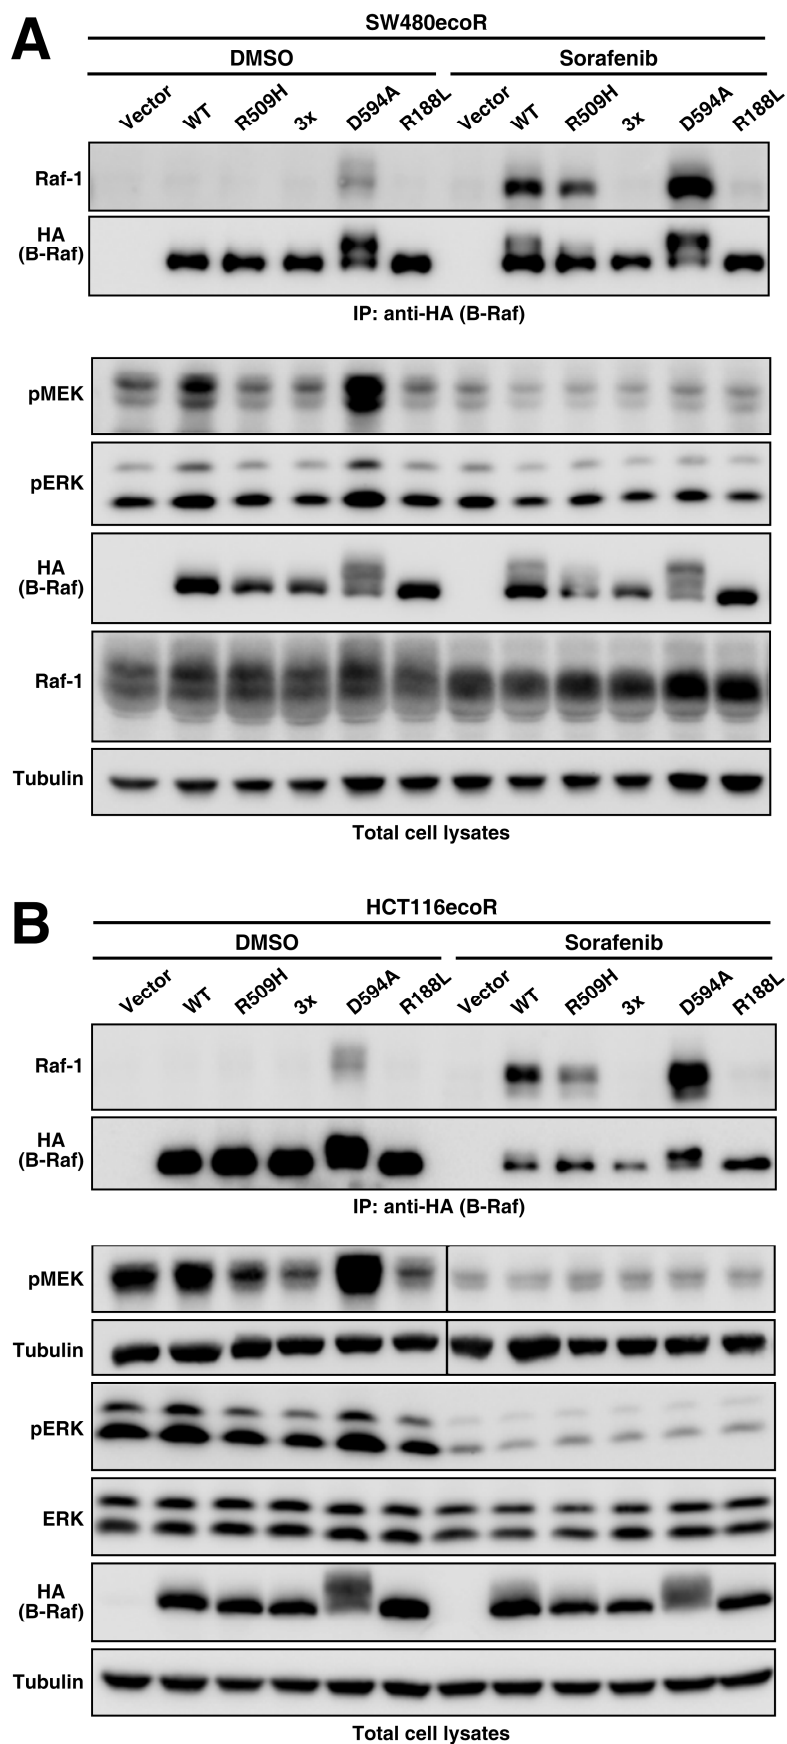 A
SW480ecoR
DMSO Sorafenib
Vector WT R509H 3x D594A R188L Vector WT R509H 3x D594A R188L
Raf-1
HA
(B-Raf)
IP: anti-HA (B-Raf)
pMEK
pERK
HA
(B-Raf)
Raf-1
Tubulin
Total cell lysates
B
HCT116ecoR
DMSO Sorafenib
Vector WT R509H 3x D594A R188L Vector WT R509H 3x D594A R188L
Raf-1
HA
(B-Raf)
IP: anti-HA (B-Raf)
pMEK
Tubulin
pERK
ERK
HA
(B-Raf)
Tubulin
Total cell lysates